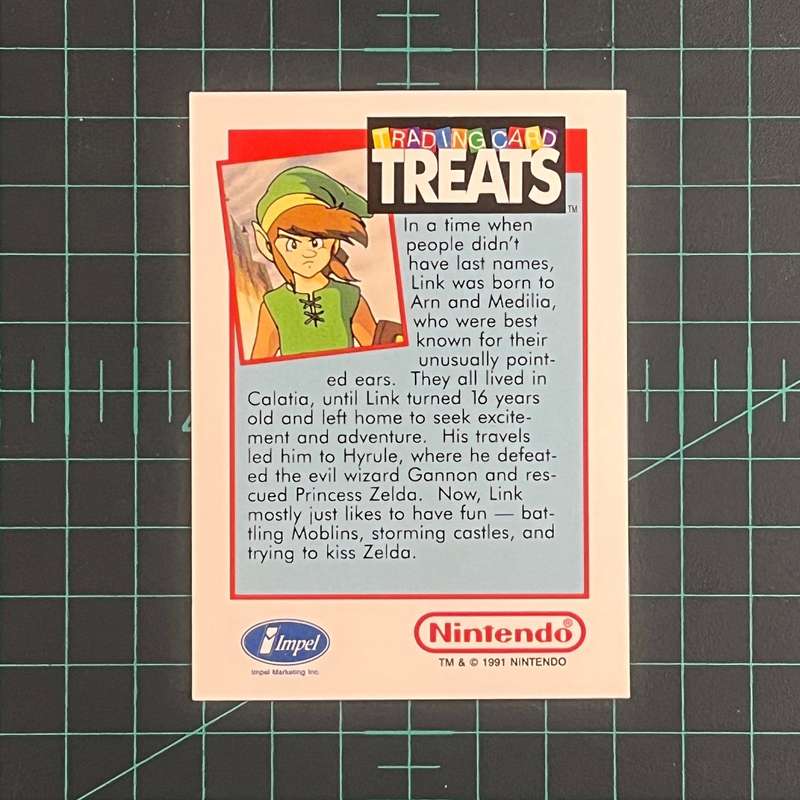 TRADING CARD
TREATS
TM
In a time when
people didn't
have last names,
Link was born to
Arn and Medilia,
who were best
known for their
unusually point-
ed ears. They all lived in
Calatia, until Link turned 16 years
old and left home to seek excite-
ment and adventure. His travels
led him to Hyrule, where he defeat-
ed the evil wizard Gannon and res-
cued Princess Zelda. Now, Link
mostly just likes to have fun — bat-
tling Moblins, storming castles, and
trying to kiss Zelda.
Impel
Impel Marketing Inc.
Nintendo®
TM & © 1991 NINTENDO